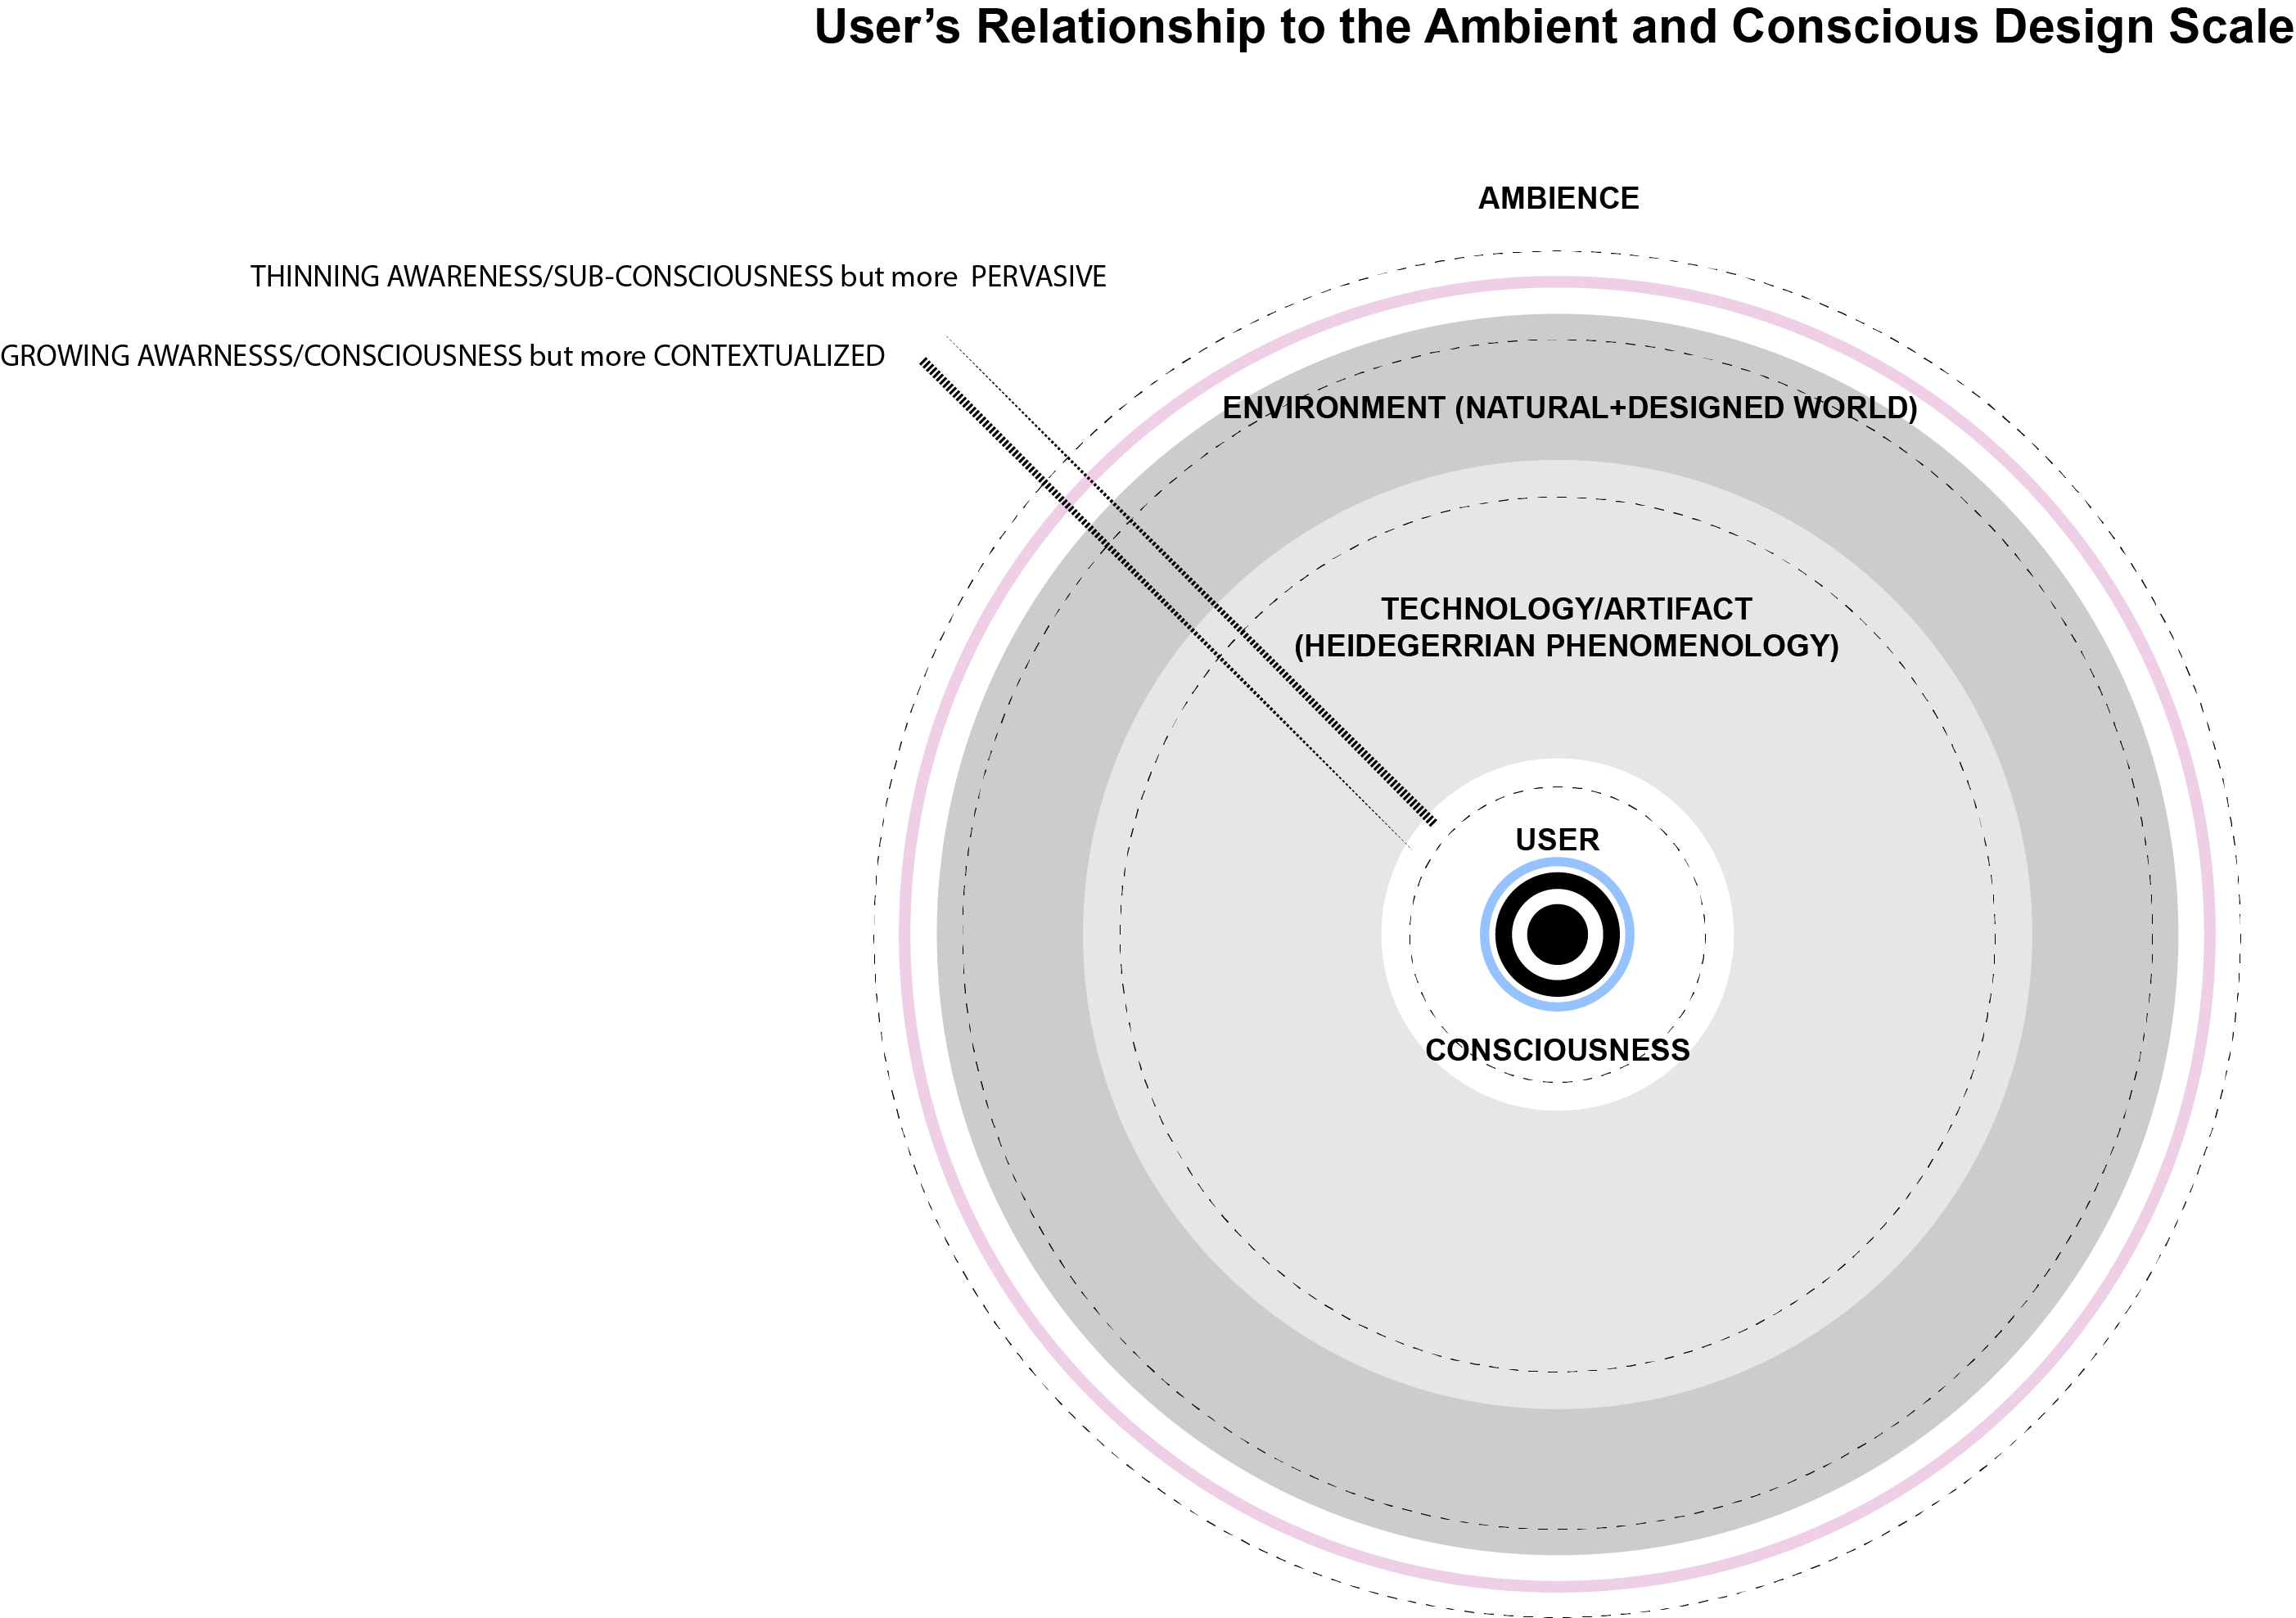 User’s Relationship to the Ambient and Conscious Design Scale
AMBIENCE
THINNING AWARENESS/SUB-CONSCIOUSNESS but more  PERVASIVE
GROWING AWARNESSS/CONSCIOUSNESS but more CONTEXTUALIZED
ENVIRONMENT (NATURAL+DESIGNED WORLD)
TECHNOLOGY/ARTIFACT
(HEIDEGERRIAN PHENOMENOLOGY)
USER
CONSCIOUSNESS